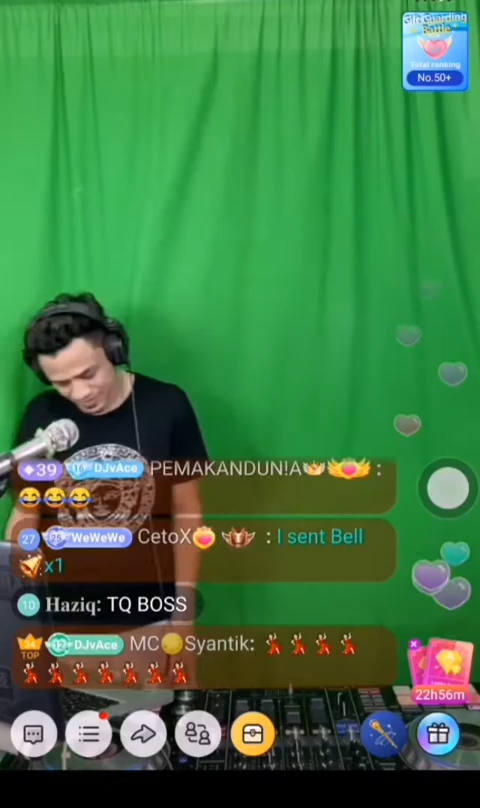 Guarding
Battle
Total ranking
No.50+
39 DJvAce PEMAKANDUN!A :
😂😂😂
27 WeWeWe CetoX : I sent Bell
x1
10 Haziq: TQ BOSS
TOP DJvAce MC Syantik: 💃💃💃💃
💃💃💃💃💃💃💃
22h56m